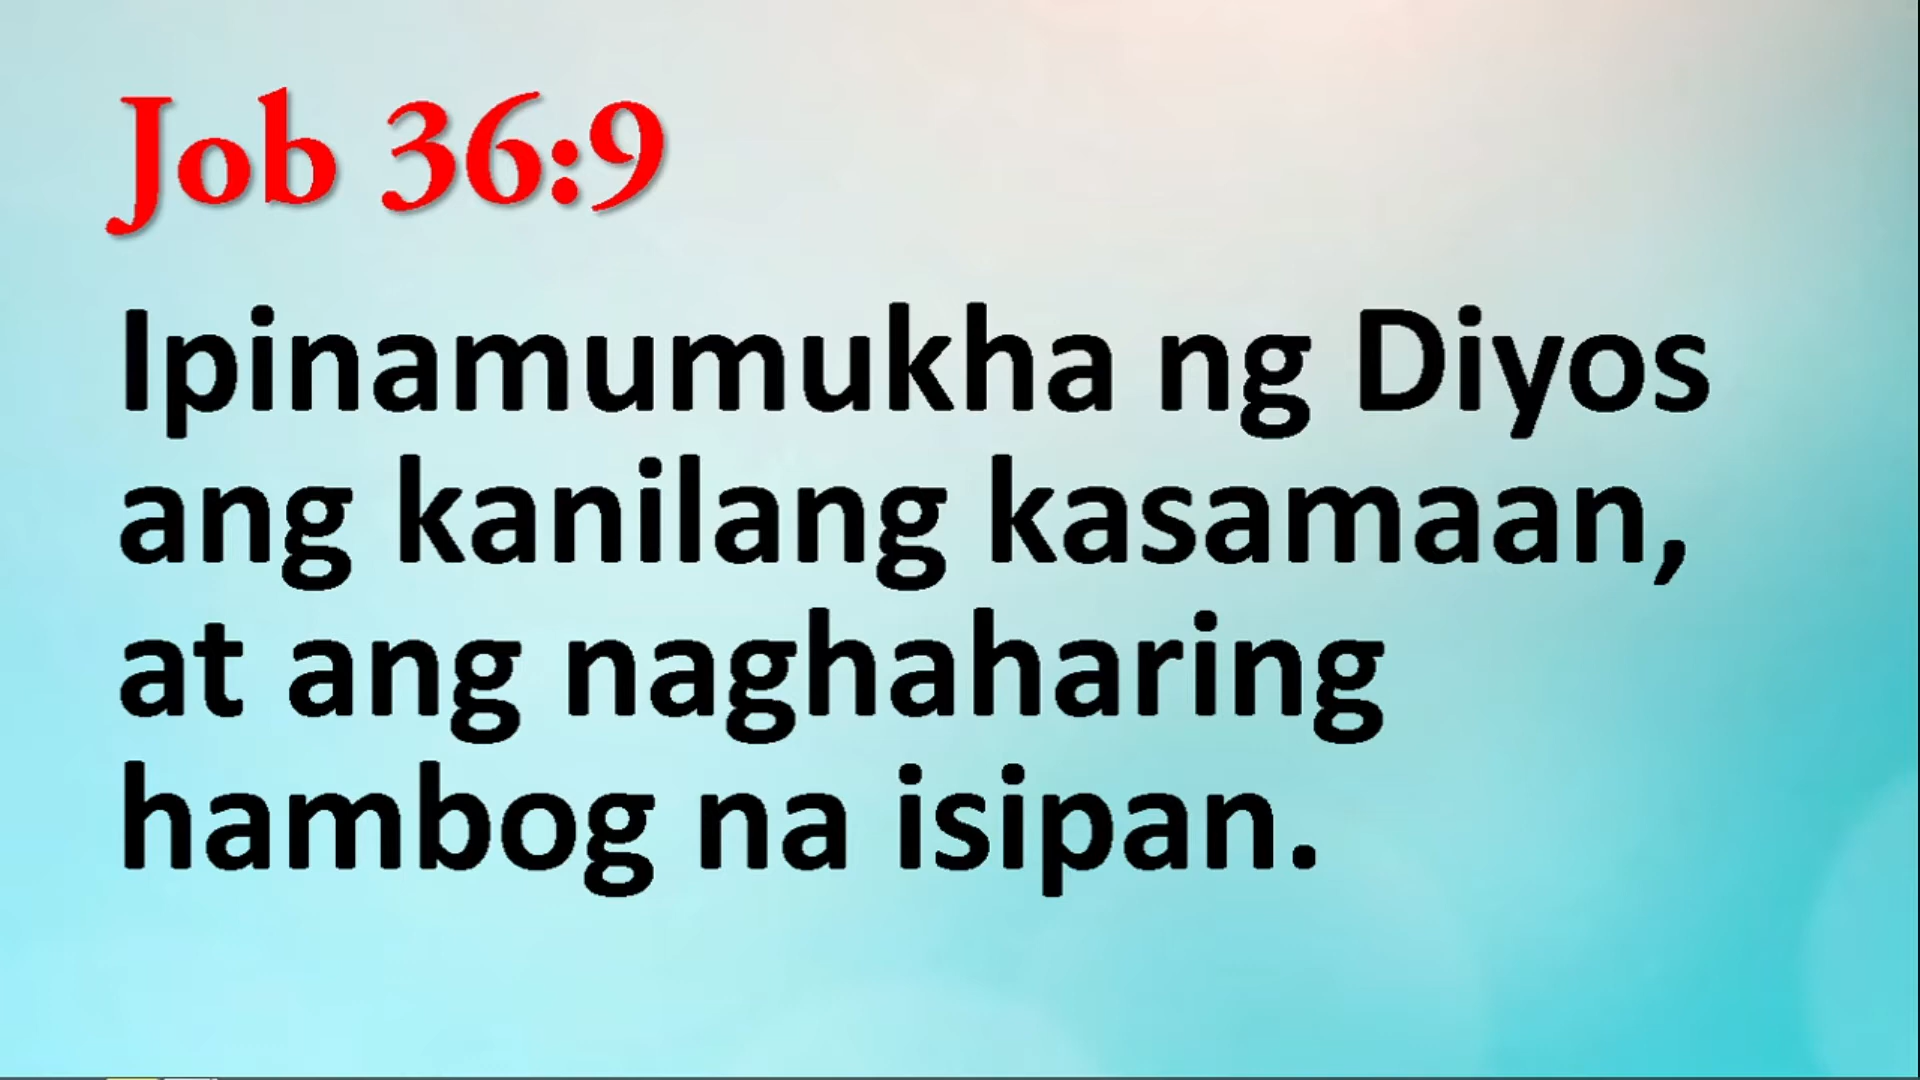 Job 36:9
Ipinamumukha ng Diyos
ang kanilang kasamaan,
at ang naghaharing
hambog na isipan.